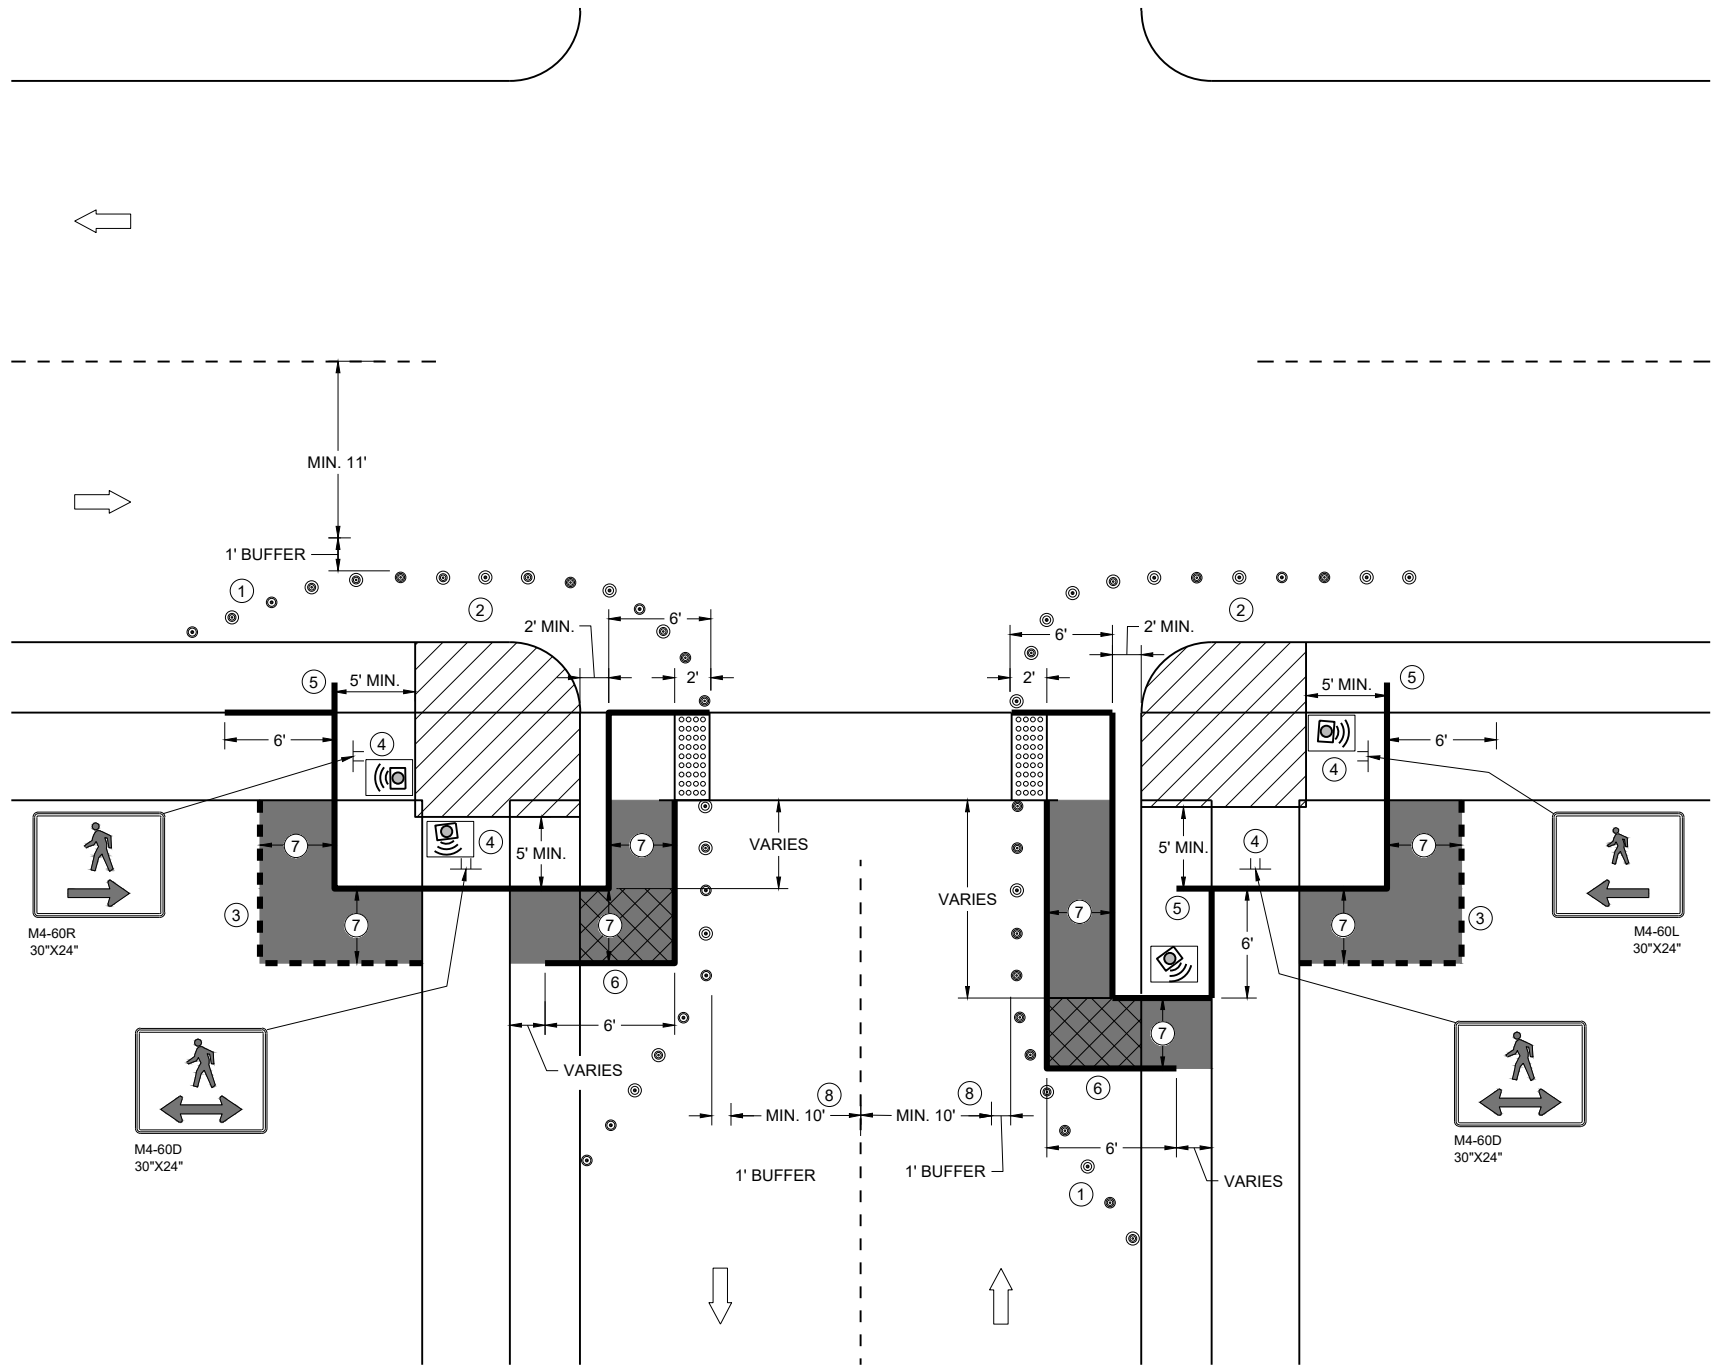 MIN. 11'
1' BUFFER
1
2
2' MIN.
6'
2'
5
5' MIN.
6'
4
4
5' MIN.
7
7
7
7
3
6
6'
VARIES
VARIES
M4-60R
30"X24"
M4-60D
30"X24"
6'
2' MIN.
2
2'
5' MIN.
5
6'
4
4
5' MIN.
VARIES
7
7
7
7
5
6'
3
6
6'
VARIES
1
8
8
MIN. 10'
MIN. 10'
1' BUFFER
1' BUFFER
M4-60L
30"X24"
M4-60D
30"X24"